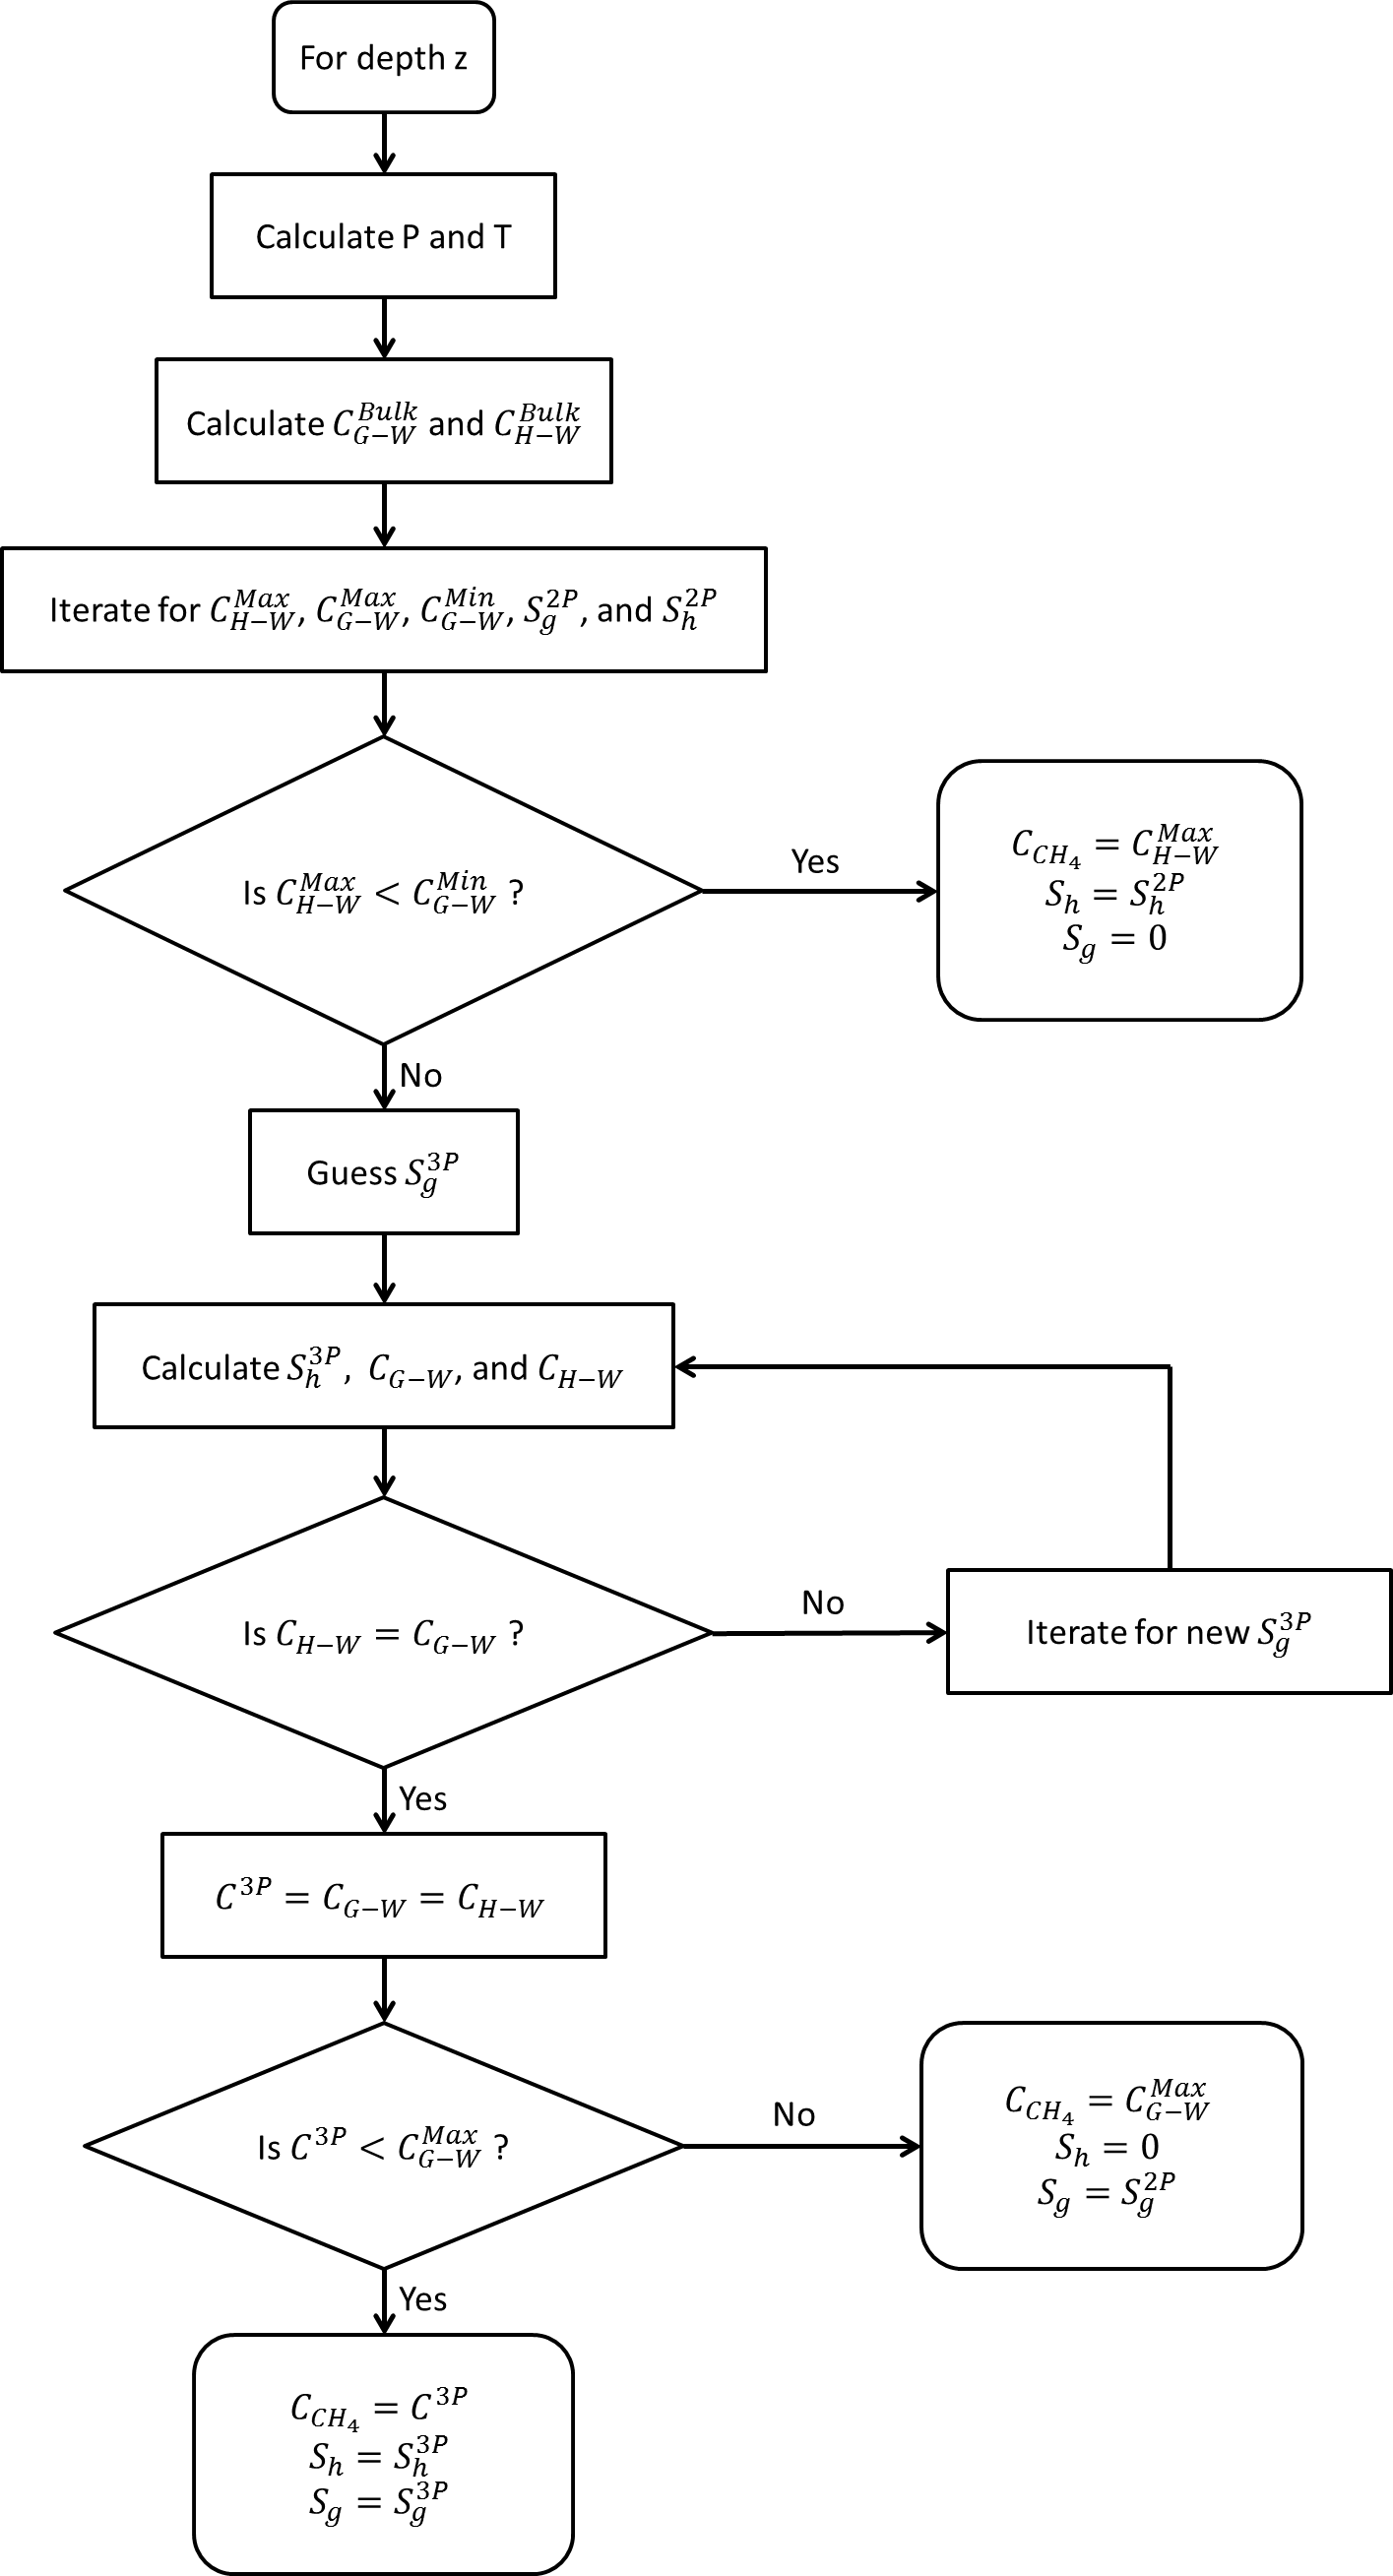 For depth z
Calculate P and T
Calculate $C_{G-W}^{Bulk}$ and $C_{H-W}^{Bulk}$
Iterate for $C_{H-W}^{Max}$, $C_{G-W}^{Max}$, $C_{G-W}^{Min}$, $S_g^{2P}$, and $S_h^{2P}$
Is $C_{H-W}^{Max} < C_{G-W}^{Min}$ ?
Yes
$C_{CH_4} = C_{H-W}^{Max}$
$S_h = S_h^{2P}$
$S_g = 0$
No
Guess $S_g^{3P}$
Calculate $S_h^{3P}$, $C_{G-W}$, and $C_{H-W}$
Is $C_{H-W} = C_{G-W}$ ?
No
Iterate for new $S_g^{3P}$
Yes
$C^{3P} = C_{G-W} = C_{H-W}$
Is $C^{3P} < C_{G-W}^{Max}$ ?
No
$C_{CH_4} = C_{G-W}^{Max}$
$S_h = 0$
$S_g = S_g^{2P}$
Yes
$C_{CH_4} = C^{3P}$
$S_h = S_h^{3P}$
$S_g = S_g^{3P}$